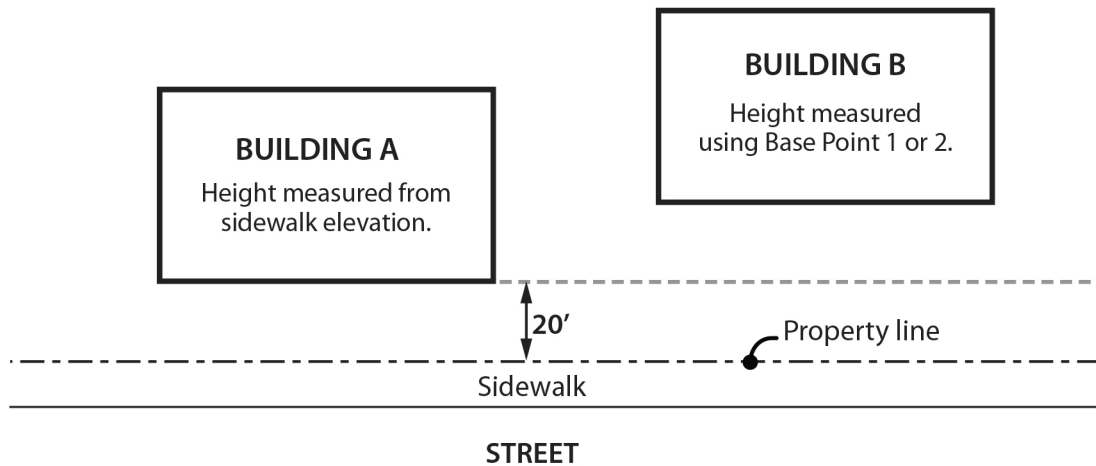 BUILDING B
Height measured
using Base Point 1 or 2.
BUILDING A
Height measured from
sidewalk elevation.
20′
Property line
Sidewalk
STREET